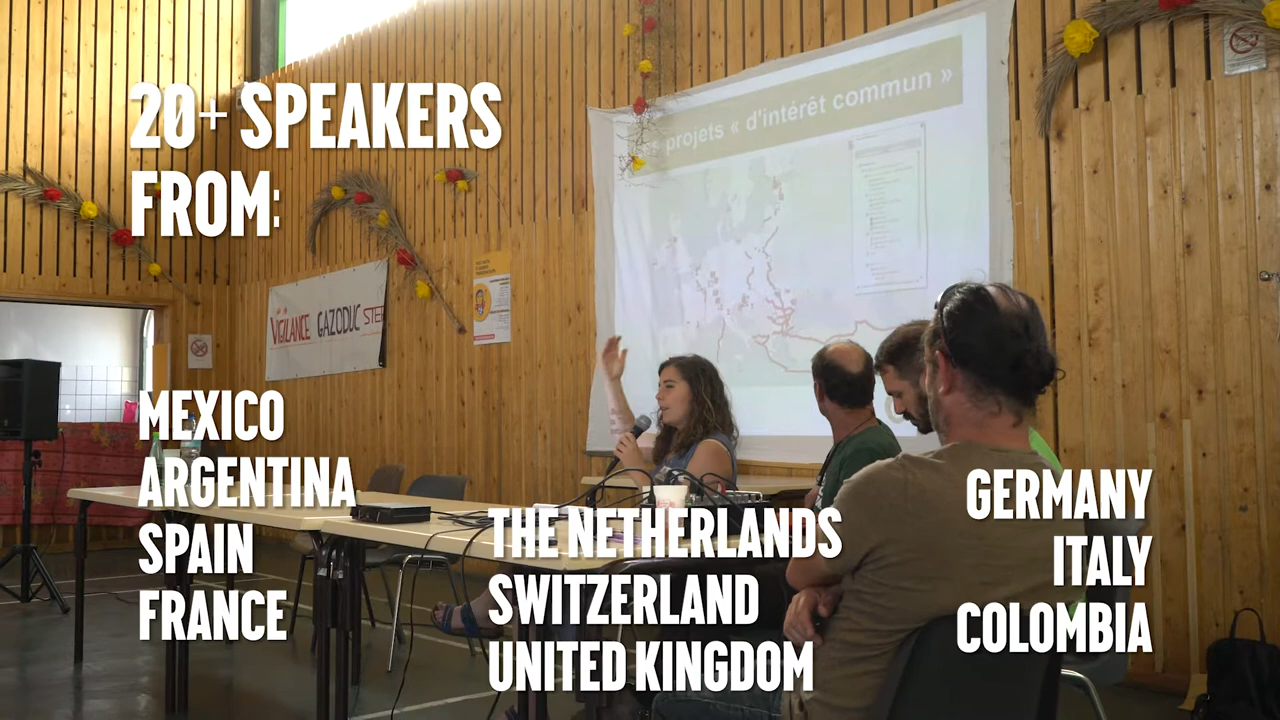 20+ SPEAKERS
FROM:
projets « d'intérêt commun »
VIGILANCE GAZODUC STEP
MEXICO
ARGENTINA
SPAIN
FRANCE
THE NETHERLANDS
SWITZERLAND
UNITED KINGDOM
GERMANY
ITALY
COLOMBIA